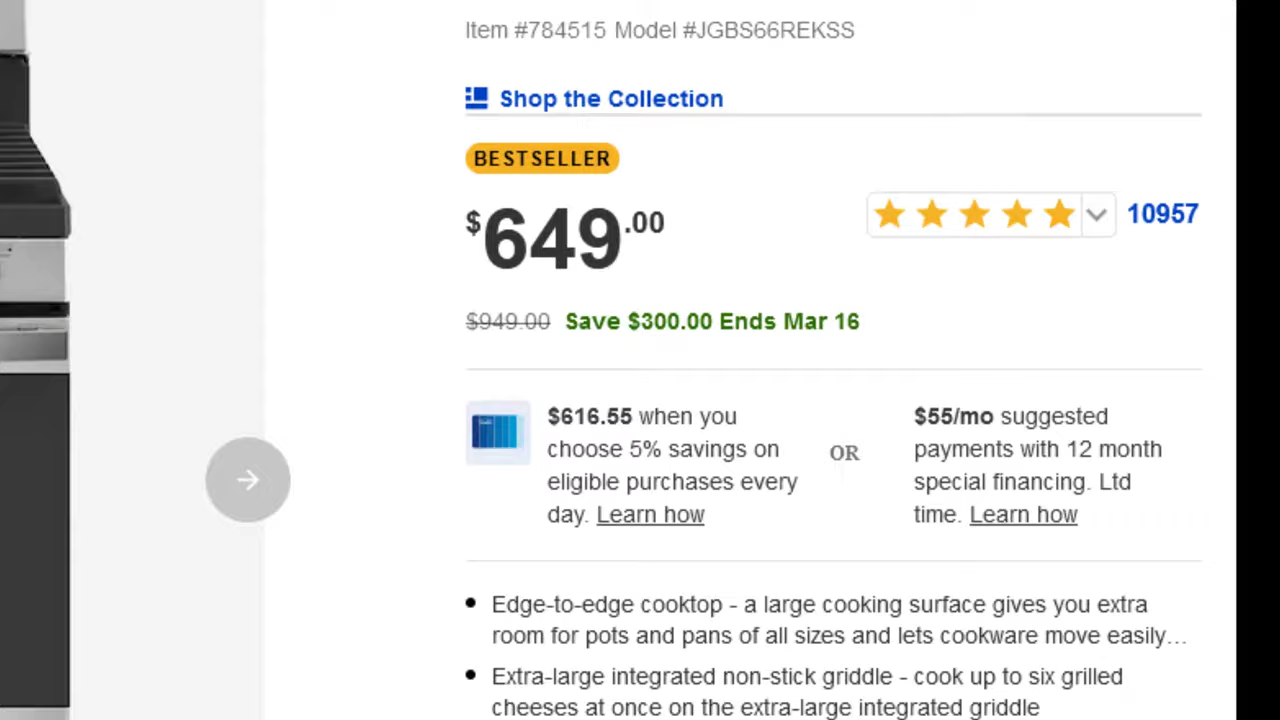 Item #784515 Model #JGBS66REKSS
Shop the Collection
BESTSELLER
$649.00
10957
$949.00 Save $300.00 Ends Mar 16
$616.55 when you
choose 5% savings on
eligible purchases every
day. Learn how
OR
$55/mo suggested
payments with 12 month
special financing. Ltd
time. Learn how
Edge-to-edge cooktop - a large cooking surface gives you extra
room for pots and pans of all sizes and lets cookware move easily…
Extra-large integrated non-stick griddle - cook up to six grilled
cheeses at once on the extra-large integrated griddle